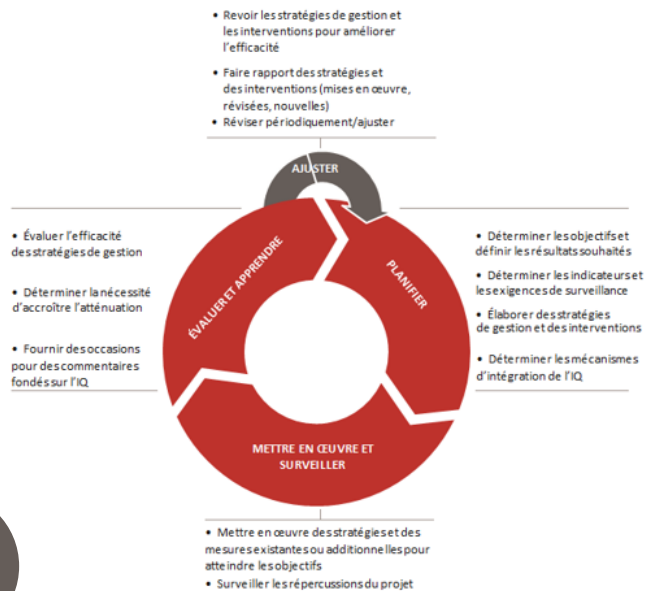 • Revoir les stratégies de gestion et
les interventions pour améliorer
l'efficacité
• Faire rapport des stratégies et
des interventions (mises en œuvre,
révisées, nouvelles)
• Réviser périodiquement/ajuster
AJUSTER
• Évaluer l'efficacité
des stratégies de gestion
• Déterminer la nécessité
d'accroître l'atténuation
• Fournir des occasions
pour des commentaires
fondés sur l'IQ
ÉVALUER ET APPRENDRE
PLANIFIER
• Déterminer les objectifs et
définir les résultats souhaités
• Déterminer les indicateurs et
les exigences de surveillance
• Élaborer des stratégies
de gestion et des interventions
• Déterminer les mécanismes
d'intégration de l'IQ
METTRE EN ŒUVRE ET
SURVEILLER
• Mettre en œuvre des stratégies et des
mesures existantes ou additionnelles pour
atteindre les objectifs
• Surveiller les répercussions du projet